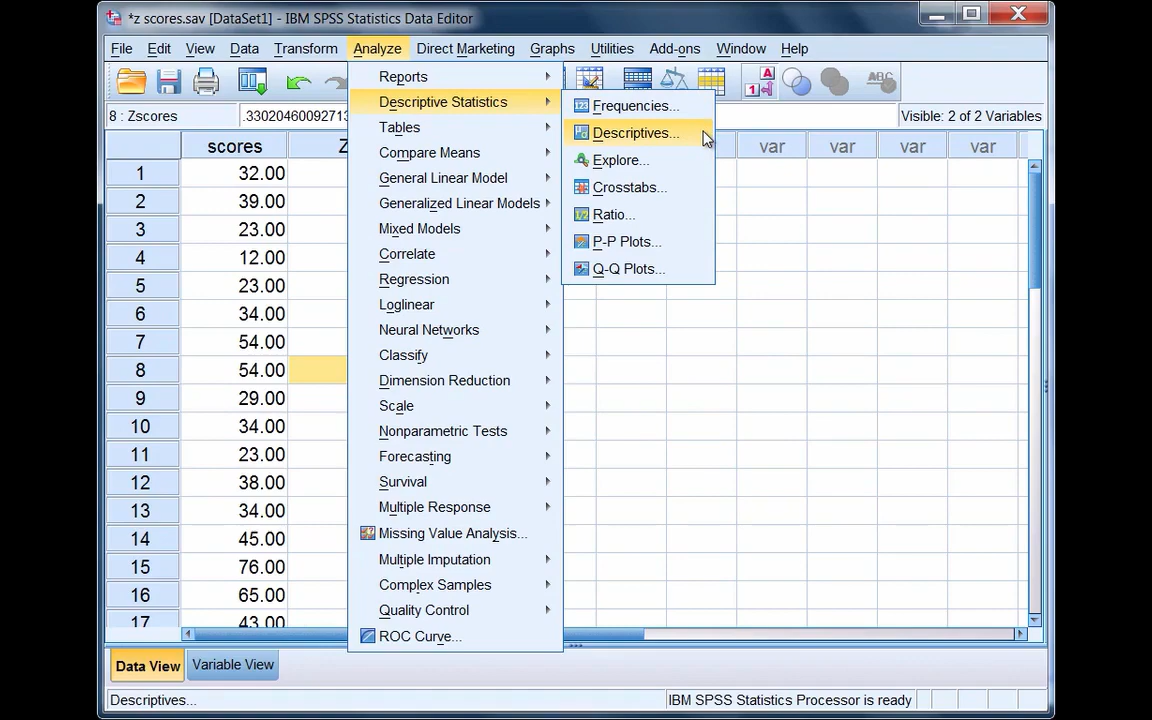 *z scores.sav [DataSet1] - IBM SPSS Statistics Data Editor
File Edit View Data Transform Analyze Direct Marketing Graphs Utilities Add-ons Window Help
8 : Zscores .33020460092713 Visible: 2 of 2 Variables
scores Z var var var var
1 32.00
2 39.00
3 23.00
4 12.00
5 23.00
6 34.00
7 54.00
8 54.00
9 29.00
10 34.00
11 23.00
12 38.00
13 34.00
14 45.00
15 76.00
16 65.00
17 43.00
Reports
Descriptive Statistics
Tables
Compare Means
General Linear Model
Generalized Linear Models
Mixed Models
Correlate
Regression
Loglinear
Neural Networks
Classify
Dimension Reduction
Scale
Nonparametric Tests
Forecasting
Survival
Multiple Response
Missing Value Analysis...
Multiple Imputation
Complex Samples
Quality Control
ROC Curve...
Frequencies...
Descriptives...
Explore...
Crosstabs...
Ratio...
P-P Plots...
Q-Q Plots...
Data View Variable View
Descriptives... IBM SPSS Statistics Processor is ready